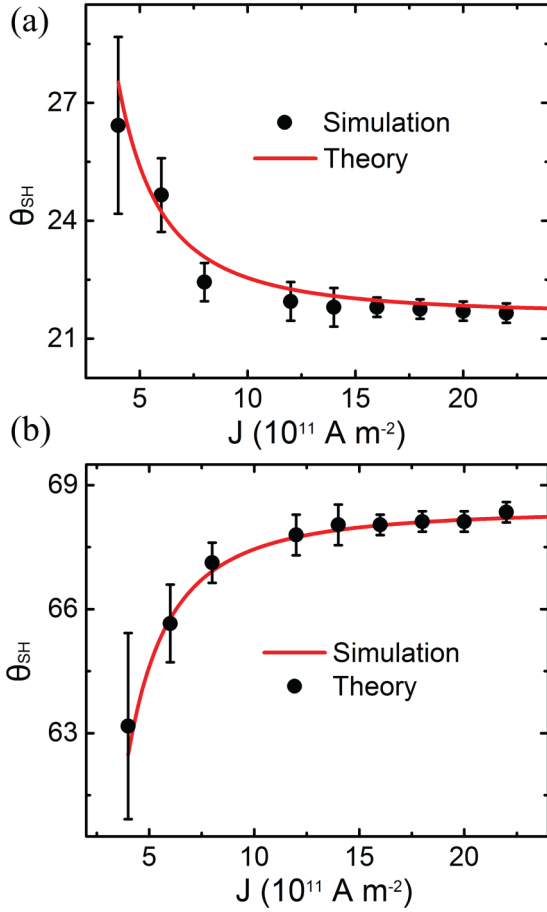 (a)
27
24
21
θSH
Simulation
Theory
5
10
15
20
J (10¹¹ A m⁻²)
(b)
69
66
63
θSH
Simulation
Theory
5
10
15
20
J (10¹¹ A m⁻²)